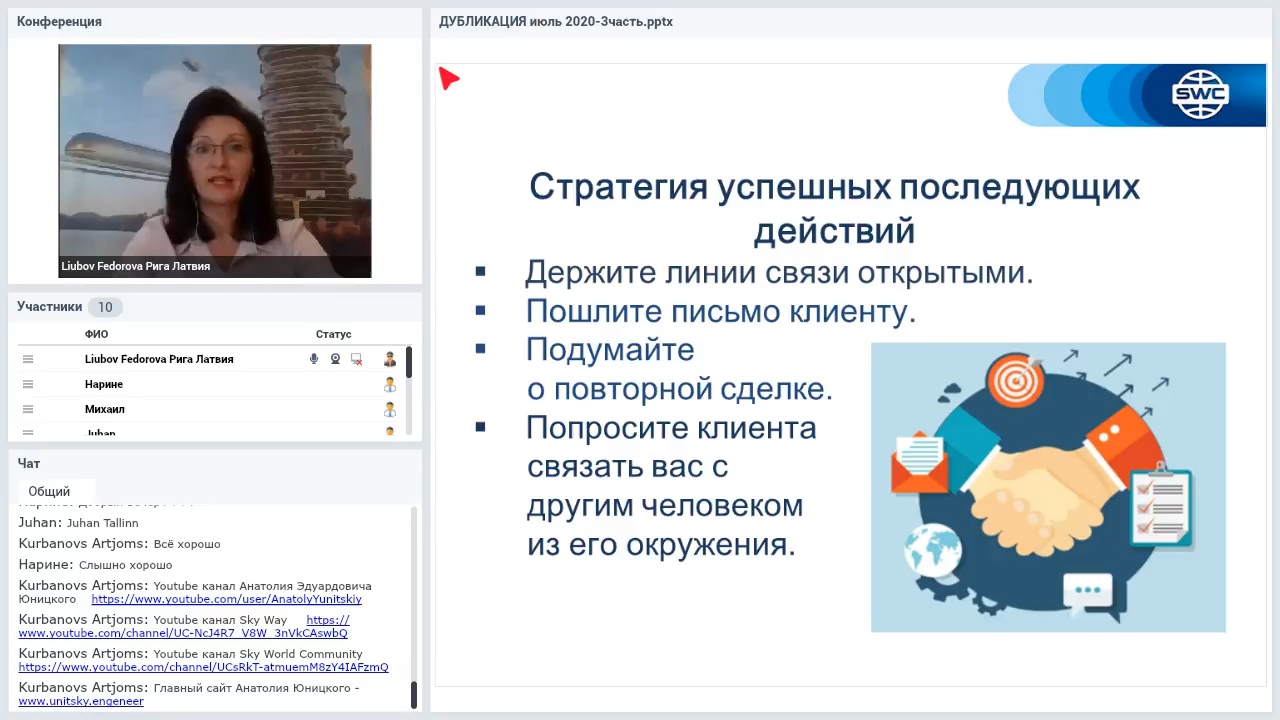 Конференция
Liubov Fedorova Рига Латвия
Участники 10
ФИО Статус
Liubov Fedorova Рига Латвия
Нарине
Михаил
Juhan
Чат
Общий
Juhan: Juhan Tallinn
Kurbanovs Artjoms: Всё хорошо
Нарине: Слышно хорошо
Kurbanovs Artjoms: Youtube канал Анатолия Эдуардовича
Юницкого https://www.youtube.com/user/AnatolyYunitskiy
Kurbanovs Artjoms: Youtube канал Sky Way https://
www.youtube.com/channel/UC-NcJ4R7_V8W_3nVkCAswbQ
Kurbanovs Artjoms: Youtube канал Sky World Community
https://www.youtube.com/channel/UCsRkT-atmuemM8zY4IAFzmQ
Kurbanovs Artjoms: Главный сайт Анатолия Юницкого -
www.unitsky.engeneer
ДУБЛИКАЦИЯ июль 2020-3часть.pptx
SWC
Стратегия успешных последующих
действий
▪ Держите линии связи открытыми.
▪ Пошлите письмо клиенту.
▪ Подумайте
о повторной сделке.
▪ Попросите клиента
связать вас с
другим человеком
из его окружения.